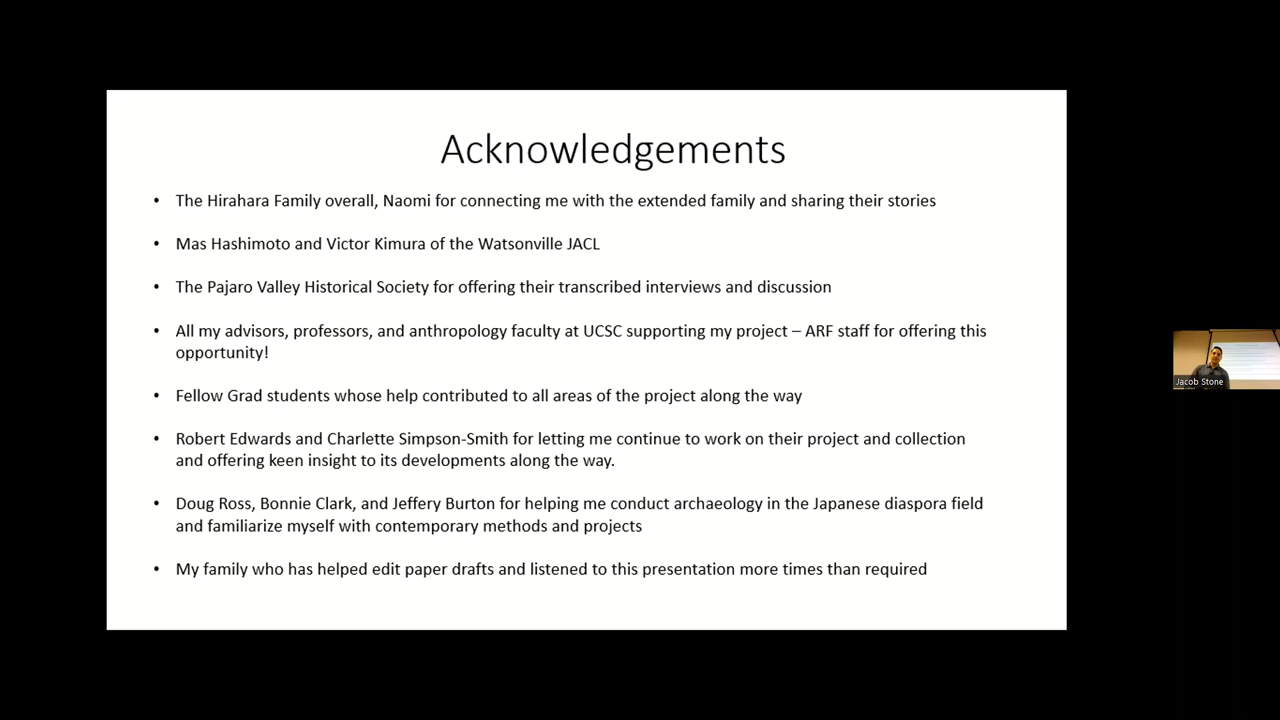 Acknowledgements
• The Hirahara Family overall, Naomi for connecting me with the extended family and sharing their stories
• Mas Hashimoto and Victor Kimura of the Watsonville JACL
• The Pajaro Valley Historical Society for offering their transcribed interviews and discussion
• All my advisors, professors, and anthropology faculty at UCSC supporting my project – ARF staff for offering this
opportunity!
• Fellow Grad students whose help contributed to all areas of the project along the way
• Robert Edwards and Charlette Simpson-Smith for letting me continue to work on their project and collection
and offering keen insight to its developments along the way.
• Doug Ross, Bonnie Clark, and Jeffery Burton for helping me conduct archaeology in the Japanese diaspora field
and familiarize myself with contemporary methods and projects
• My family who has helped edit paper drafts and listened to this presentation more times than required
Jacob Stone